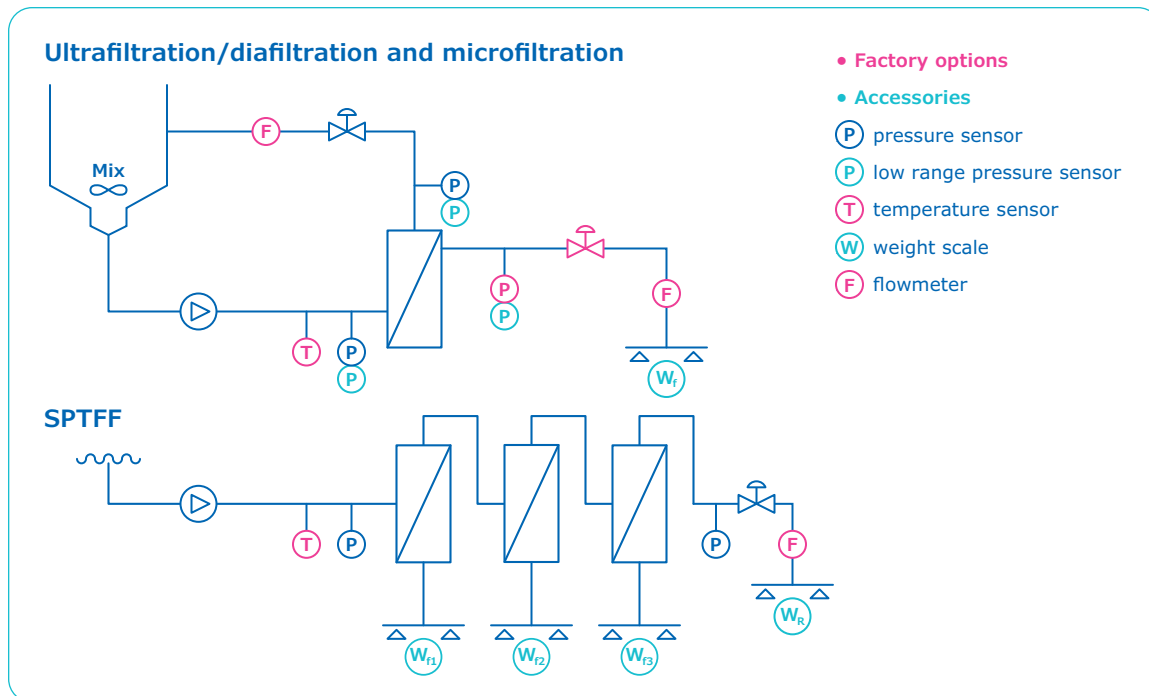 Ultrafiltration/diafiltration and microfiltration
• Factory options
• Accessories
P pressure sensor
P low range pressure sensor
T temperature sensor
W weight scale
F flowmeter
F
Mix
P
P
P
P
F
T
P
P
Wf
SPTFF
T
P
P
F
Wf1
Wf2
Wf3
WR